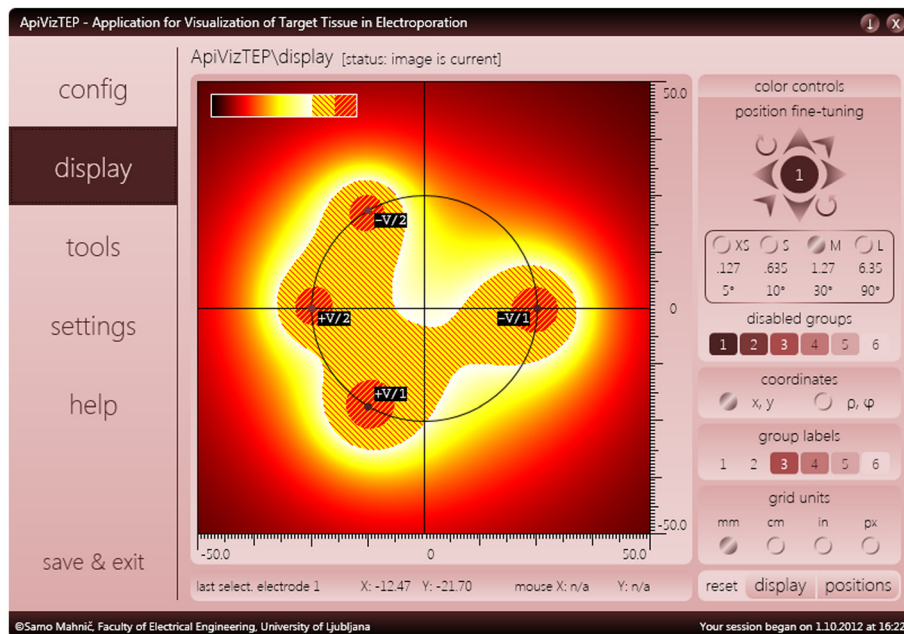 ApiVizTEP - Application for Visualization of Target Tissue in Electroporation
X
config
display
tools
settings
help
save & exit
ApiVizTEP\display [status: image is current]
50.0
0
-50.0
-50.0 0 50.0
-V/2
+V/2
-V/1
+V/1
last select. electrode 1 X: -12.47 Y: -21.70 mouse X: n/a Y: n/a
color controls
position fine-tuning
1
XS S M L
.127 .635 1.27 6.35
5° 10° 30° 90°
disabled groups
1 2 3 4 5 6
coordinates
x, y ρ, φ
group labels
1 2 3 4 5 6
grid units
mm cm in px
reset display positions
©Samo Mahnič, Faculty of Electrical Engineering, University of Ljubljana
Your session began on 1.10.2012 at 16:22